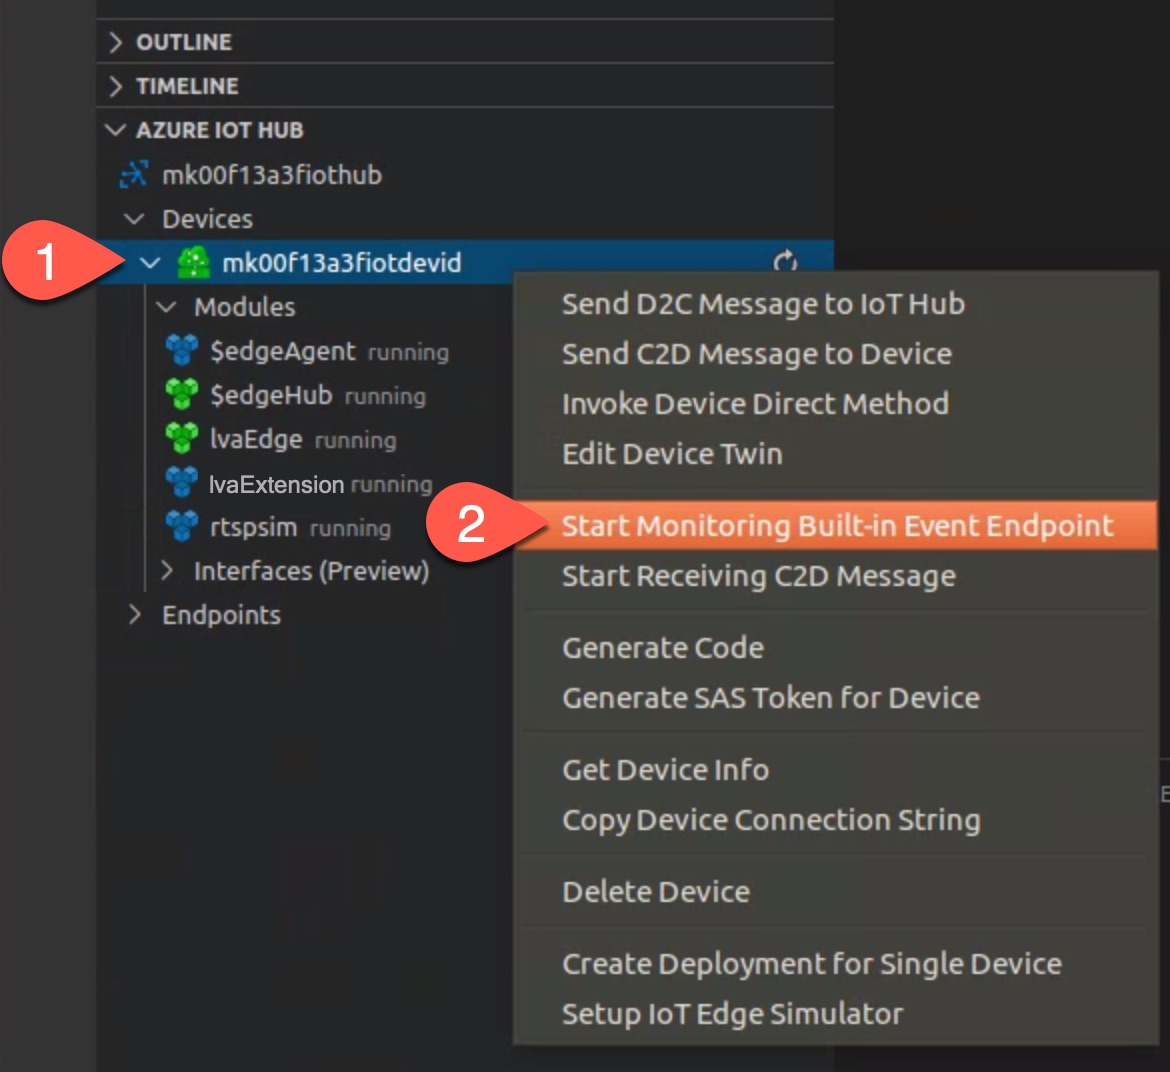 OUTLINE
TIMELINE
AZURE IOT HUB
mk00f13a3fiothub
Devices
1
mk00f13a3fiotdevid
Modules
$edgeAgent running
$edgeHub running
lvaEdge running
lvaExtension running
rtspsim running
Interfaces (Preview)
Endpoints
Send D2C Message to IoT Hub
Send C2D Message to Device
Invoke Device Direct Method
Edit Device Twin
2
Start Monitoring Built-in Event Endpoint
Start Receiving C2D Message
Generate Code
Generate SAS Token for Device
Get Device Info
Copy Device Connection String
Delete Device
Create Deployment for Single Device
Setup IoT Edge Simulator